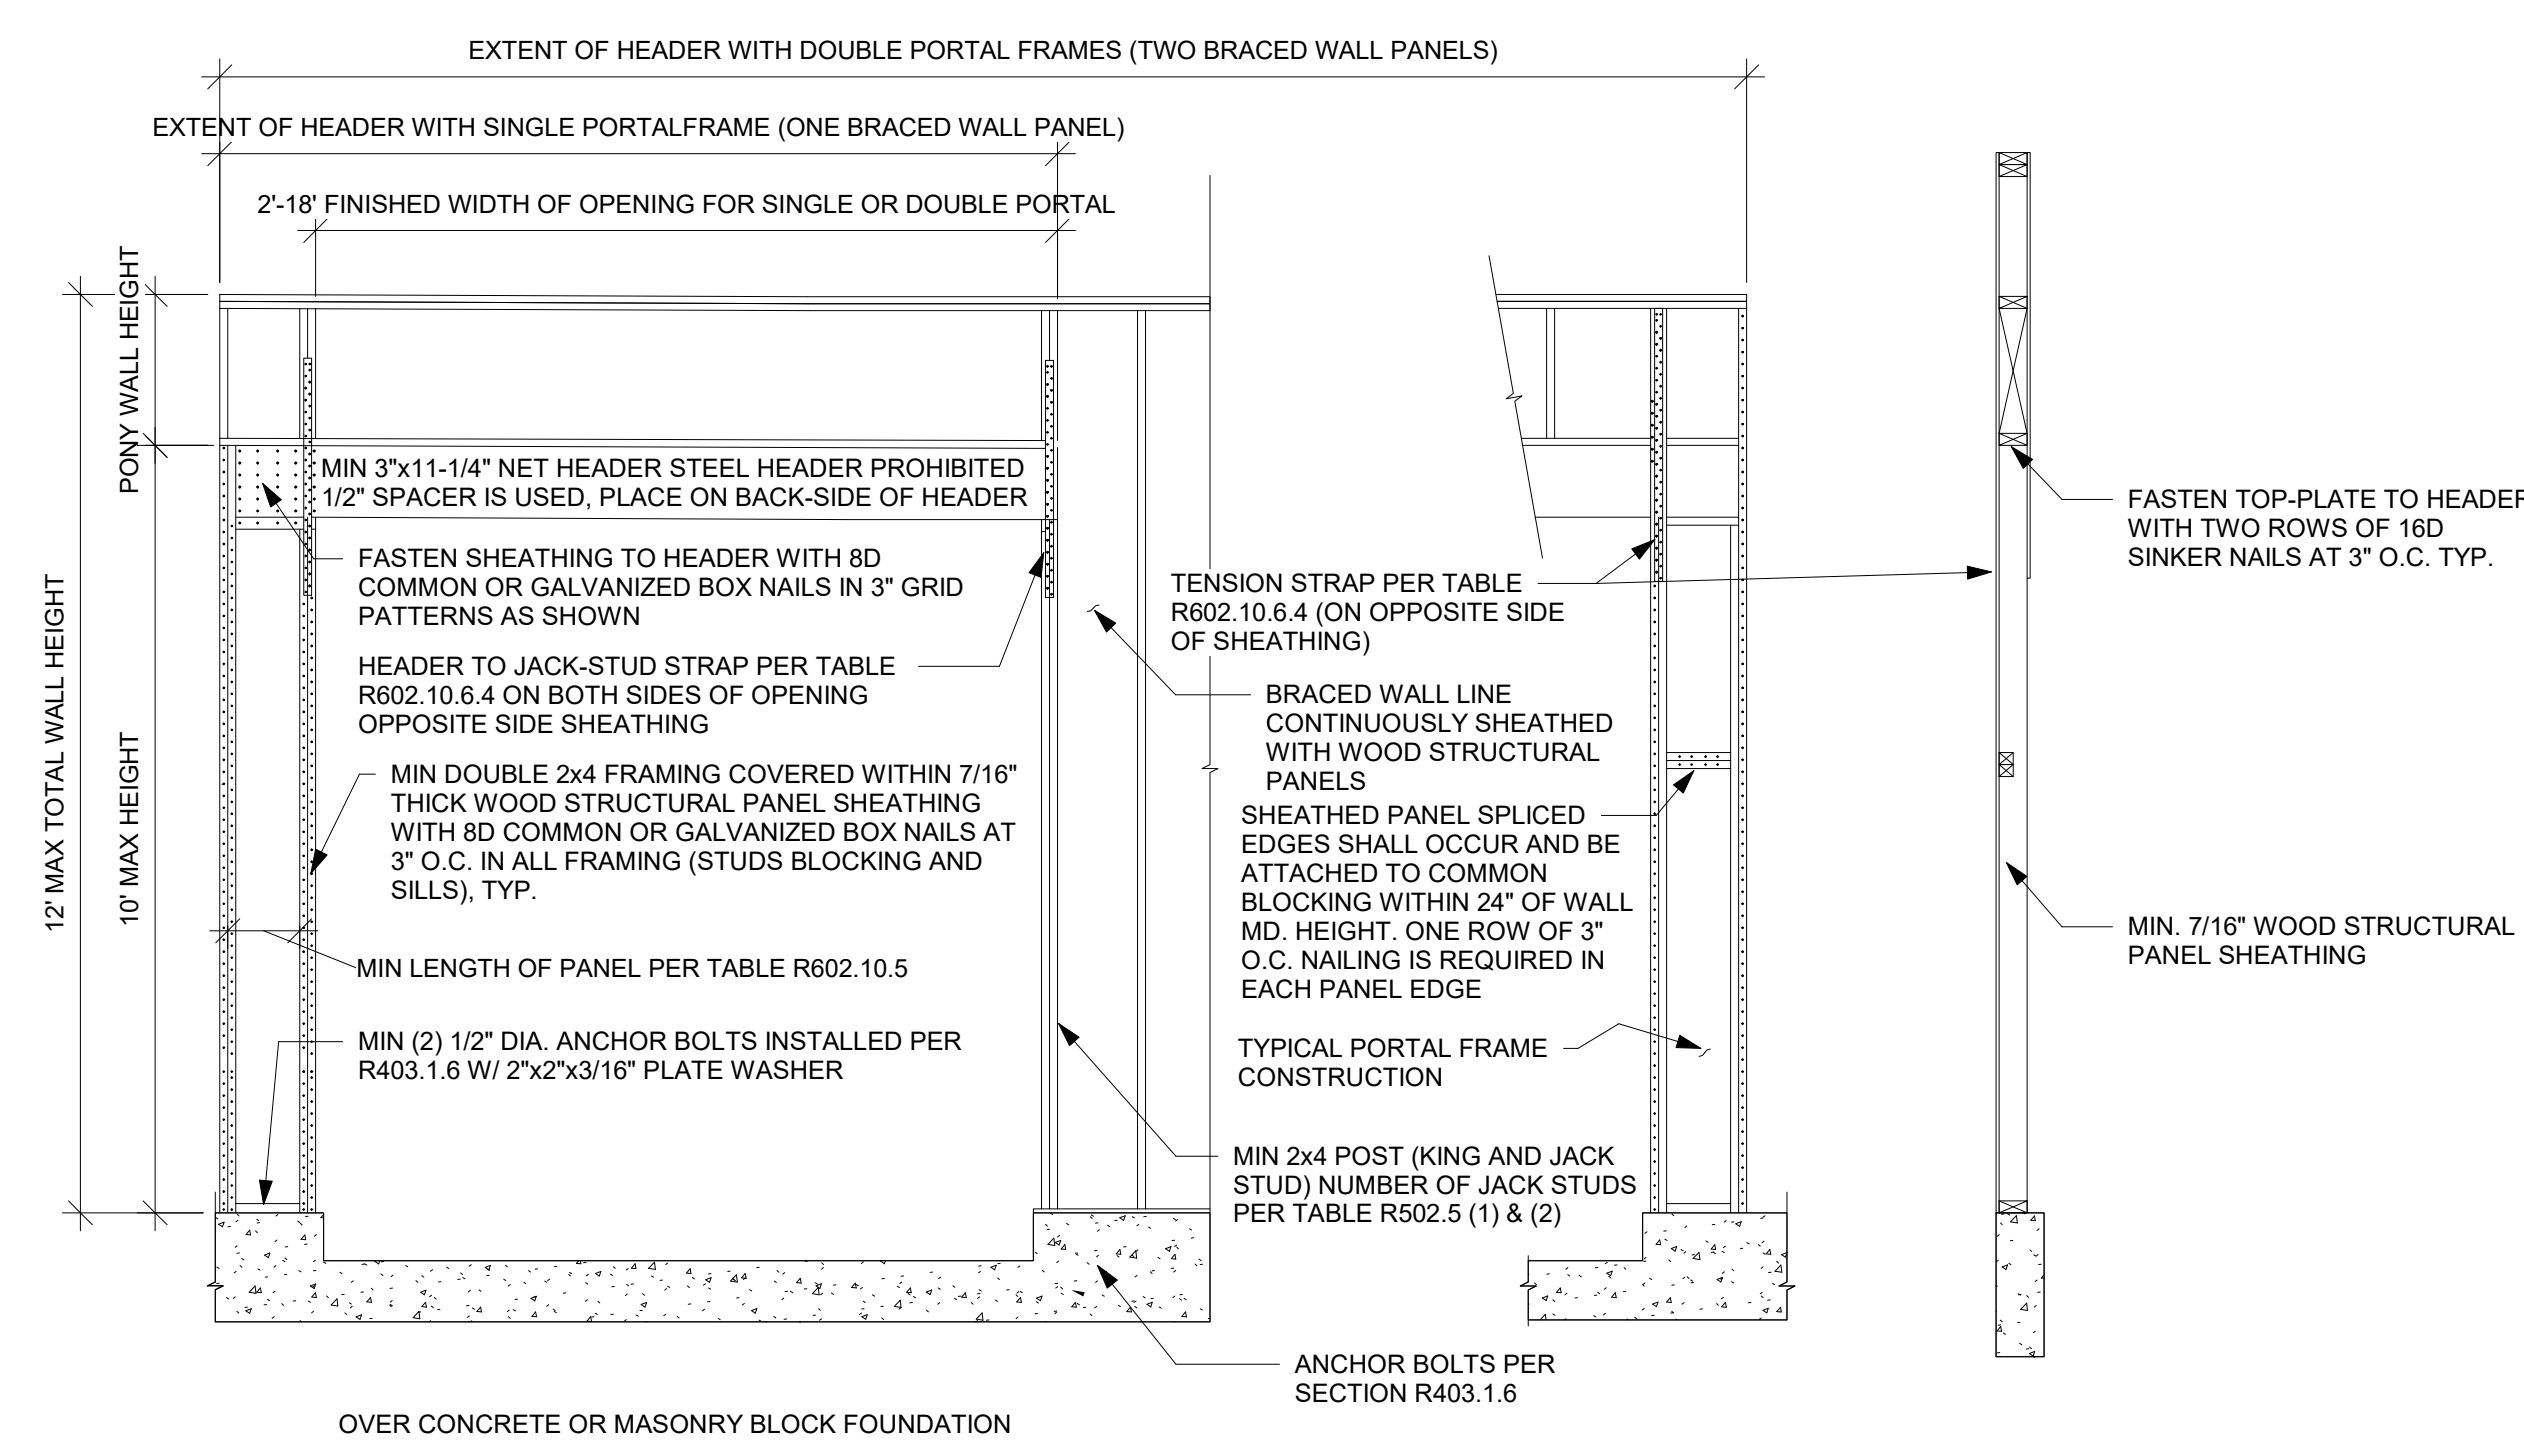 EXTENT OF HEADER WITH DOUBLE PORTAL FRAMES (TWO BRACED WALL PANELS)
EXTENT OF HEADER WITH SINGLE PORTALFRAME (ONE BRACED WALL PANEL)
2'-18' FINISHED WIDTH OF OPENING FOR SINGLE OR DOUBLE PORTAL
PONY WALL HEIGHT
12' MAX TOTAL WALL HEIGHT
10' MAX HEIGHT
MIN 3"x11-1/4" NET HEADER STEEL HEADER PROHIBITED
1/2" SPACER IS USED, PLACE ON BACK-SIDE OF HEADER
FASTEN SHEATHING TO HEADER WITH 8D
COMMON OR GALVANIZED BOX NAILS IN 3" GRID
PATTERNS AS SHOWN
HEADER TO JACK-STUD STRAP PER TABLE
R602.10.6.4 ON BOTH SIDES OF OPENING
OPPOSITE SIDE SHEATHING
MIN DOUBLE 2x4 FRAMING COVERED WITHIN 7/16"
THICK WOOD STRUCTURAL PANEL SHEATHING
WITH 8D COMMON OR GALVANIZED BOX NAILS AT
3" O.C. IN ALL FRAMING (STUDS BLOCKING AND
SILLS), TYP.
MIN LENGTH OF PANEL PER TABLE R602.10.5
MIN (2) 1/2" DIA. ANCHOR BOLTS INSTALLED PER
R403.1.6 W/ 2"x2"x3/16" PLATE WASHER
TENSION STRAP PER TABLE
R602.10.6.4 (ON OPPOSITE SIDE
OF SHEATHING)
BRACED WALL LINE
CONTINUOUSLY SHEATHED
WITH WOOD STRUCTURAL
PANELS
SHEATHED PANEL SPLICED
EDGES SHALL OCCUR AND BE
ATTACHED TO COMMON
BLOCKING WITHIN 24" OF WALL
MD. HEIGHT. ONE ROW OF 3"
O.C. NAILING IS REQUIRED IN
EACH PANEL EDGE
TYPICAL PORTAL FRAME
CONSTRUCTION
MIN 2x4 POST (KING AND JACK
STUD) NUMBER OF JACK STUDS
PER TABLE R502.5 (1) & (2)
ANCHOR BOLTS PER
SECTION R403.1.6
FASTEN TOP-PLATE TO HEADER
WITH TWO ROWS OF 16D
SINKER NAILS AT 3" O.C. TYP.
MIN. 7/16" WOOD STRUCTURAL
PANEL SHEATHING
OVER CONCRETE OR MASONRY BLOCK FOUNDATION